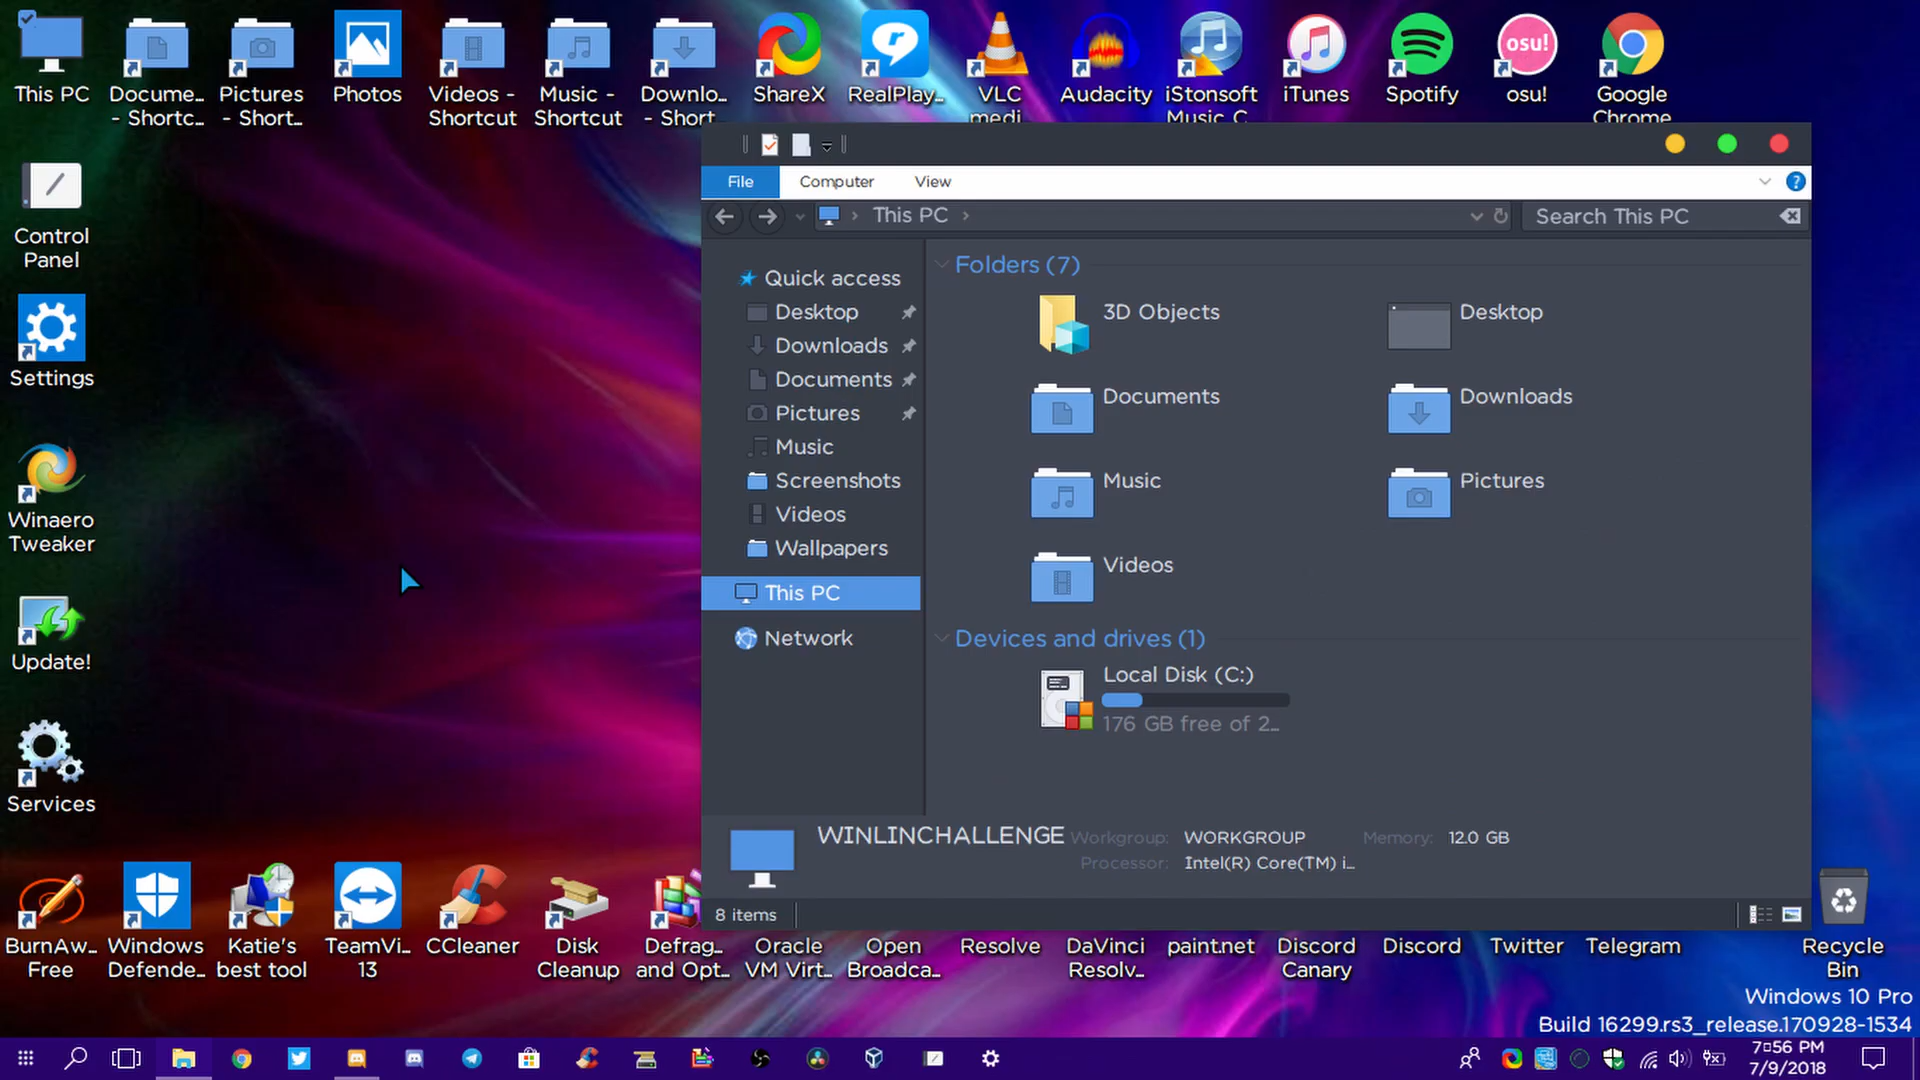 This PC
Docume...
- Shortc...
Pictures
- Short...
Photos
Videos -
Shortcut
Music -
Shortcut
Downlo...
- Short...
ShareX
RealPlay...
VLC
medi...
Audacity
iStonsoft
Music C...
iTunes
Spotify
osu!
osu!
Google
Chrome
Control
Panel
Settings
Winaero
Tweaker
Update!
Services
File
Computer
View
This PC
Search This PC
Quick access
Desktop
Downloads
Documents
Pictures
Music
Screenshots
Videos
Wallpapers
This PC
Network
Folders (7)
3D Objects
Desktop
Documents
Downloads
Music
Pictures
Videos
Devices and drives (1)
Local Disk (C:)
176 GB free of 2...
WINLINCHALLENGE
Workgroup: WORKGROUP
Memory: 12.0 GB
Processor: Intel(R) Core(TM) i...
8 items
BurnAw...
Free
Windows
Defende...
Katie's
best tool
TeamVi...
13
CCleaner
Disk
Cleanup
Defrag...
and Opt...
Oracle
VM Virt...
Open
Broadca...
Resolve
DaVinci
Resolv...
paint.net
Discord
Canary
Discord
Twitter
Telegram
Recycle
Bin
Windows 10 Pro
Build 16299.rs3_release.170928-1534
7□56 PM
7/9/2018